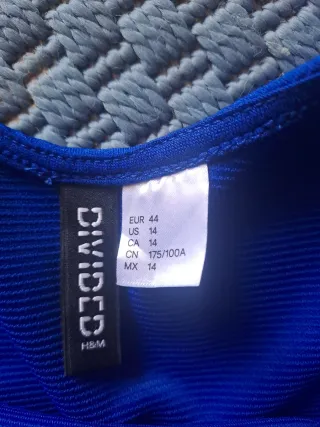 DIVIDED
H&M
EUR 44
US 14
CA 14
CN 175/100A
MX 14